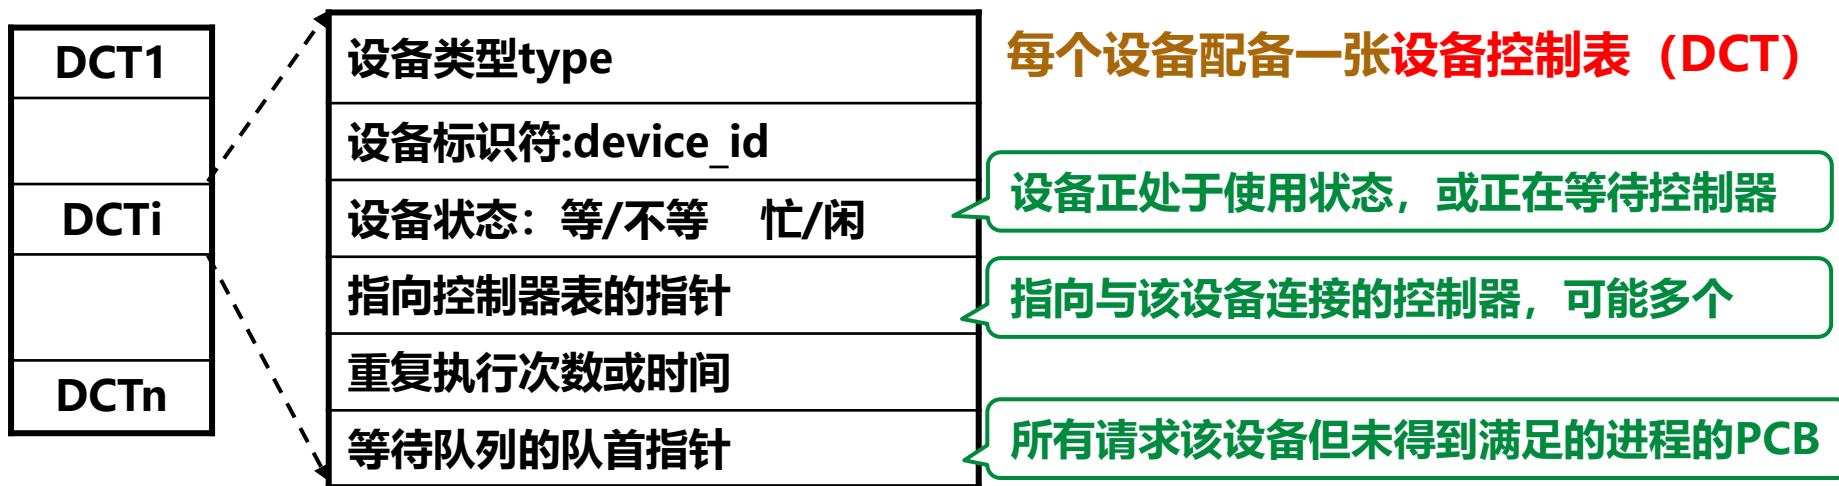 DCT1
DCTi
DCTn
设备类型type
设备标识符:device_id
设备状态：等/不等 忙/闲
指向控制器表的指针
重复执行次数或时间
等待队列的队首指针
每个设备配备一张设备控制表（DCT）
设备正处于使用状态，或正在等待控制器
指向与该设备连接的控制器，可能多个
所有请求该设备但未得到满足的进程的PCB